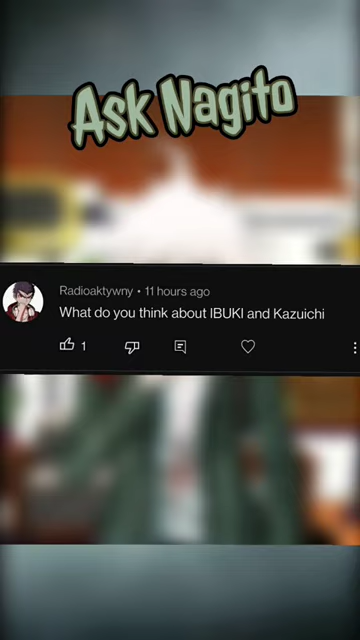 Ask Nagito
Radioaktywny • 11 hours ago
What do you think about IBUKI and Kazuichi
1